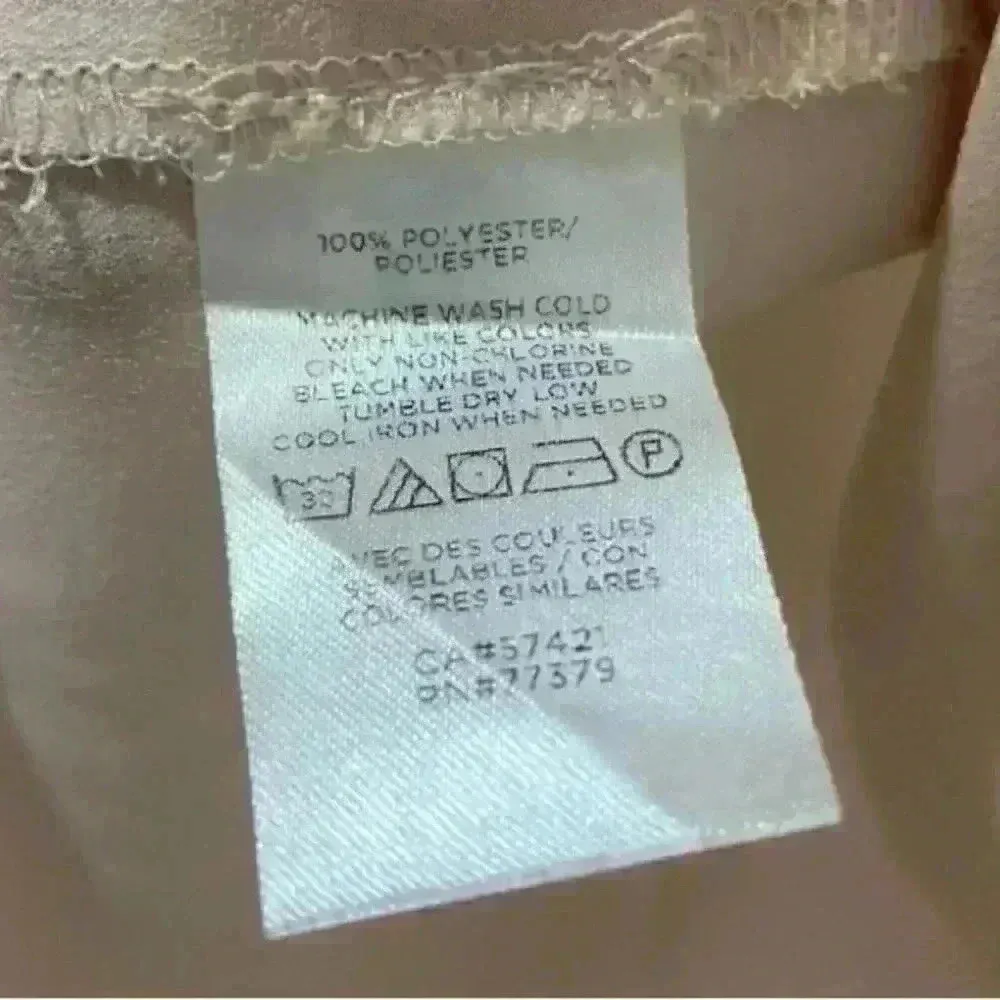 100% POLYESTER/
POLIESTER
MACHINE WASH COLD
WITH LIKE COLORS
ONLY NON-CHLORINE
BLEACH WHEN NEEDED
TUMBLE DRY LOW
COOL IRON WHEN NEEDED
30 P
AVEC DES COULEURS
SEMBLABLES / CON
COLORES SIMILARES
CA#57421
RN#77379